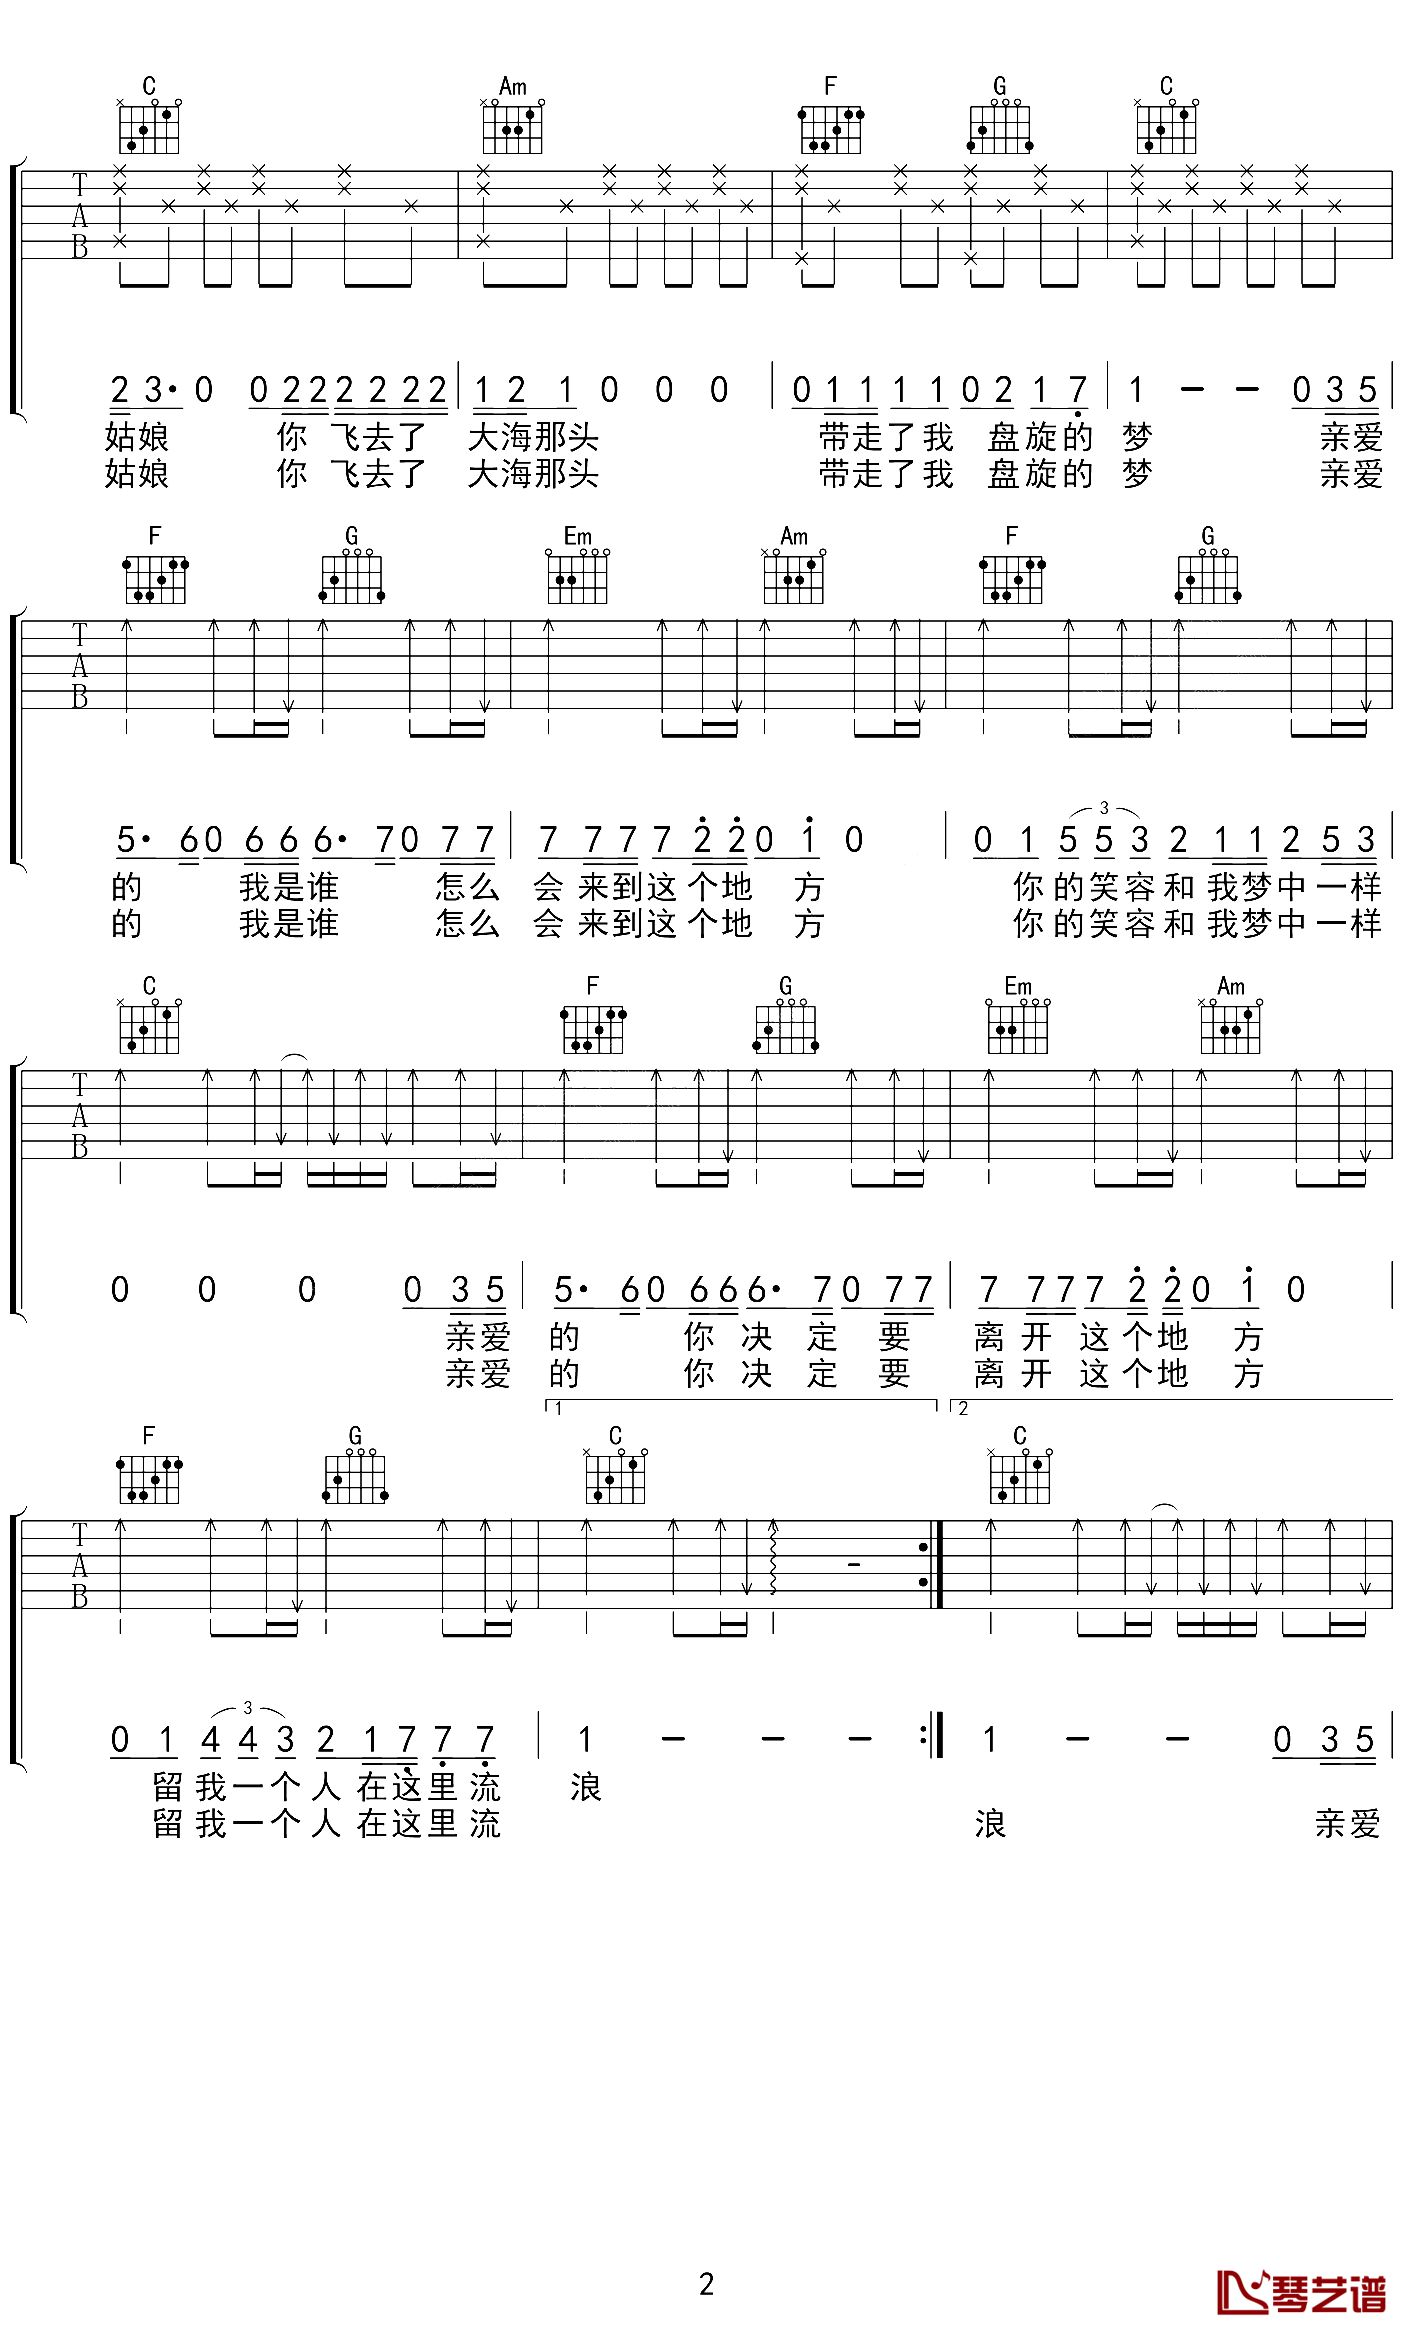 C Am F G C
T
A
B
2 3· 0 0 2 2 2 2 2 2 1 2 1 0 0 0 0 1 1 1 1 0 2 1 7 1 – – 0 3 5
姑娘 你 飞去了 大海那头 带走了我 盘旋的 梦 亲爱
姑娘 你 飞去了 大海那头 带走了我 盘旋的 梦 亲爱
F G Em Am F G
T
A
B
3
5· 6 0 6 6 6· 7 0 7 7 7 7 7 7 2 2 0 1 0 0 1 5 5 3 2 1 1 2 5 3
的 我是谁 怎么 会 来到这 个地 方 你的笑容和我梦中一样
的 我是谁 怎么 会 来到这 个地 方 你的笑容和我梦中一样
C F G Em Am
T
A
B
0 0 0 0 3 5 5· 6 0 6 6 6· 7 0 7 7 7 7 7 7 2 2 0 1 0
亲爱 的 你 决 定 要 离 开 这 个地 方
亲爱 的 你 决 定 要 离 开 这 个地 方
1 2
F G C C
T
A
B
3
0 1 4 4 3 2 1 7 7 7 1 – – – 1 – – 0 3 5
留我一个人在这里流 浪
留我一个人在这里流 浪 亲爱
2
琴艺谱